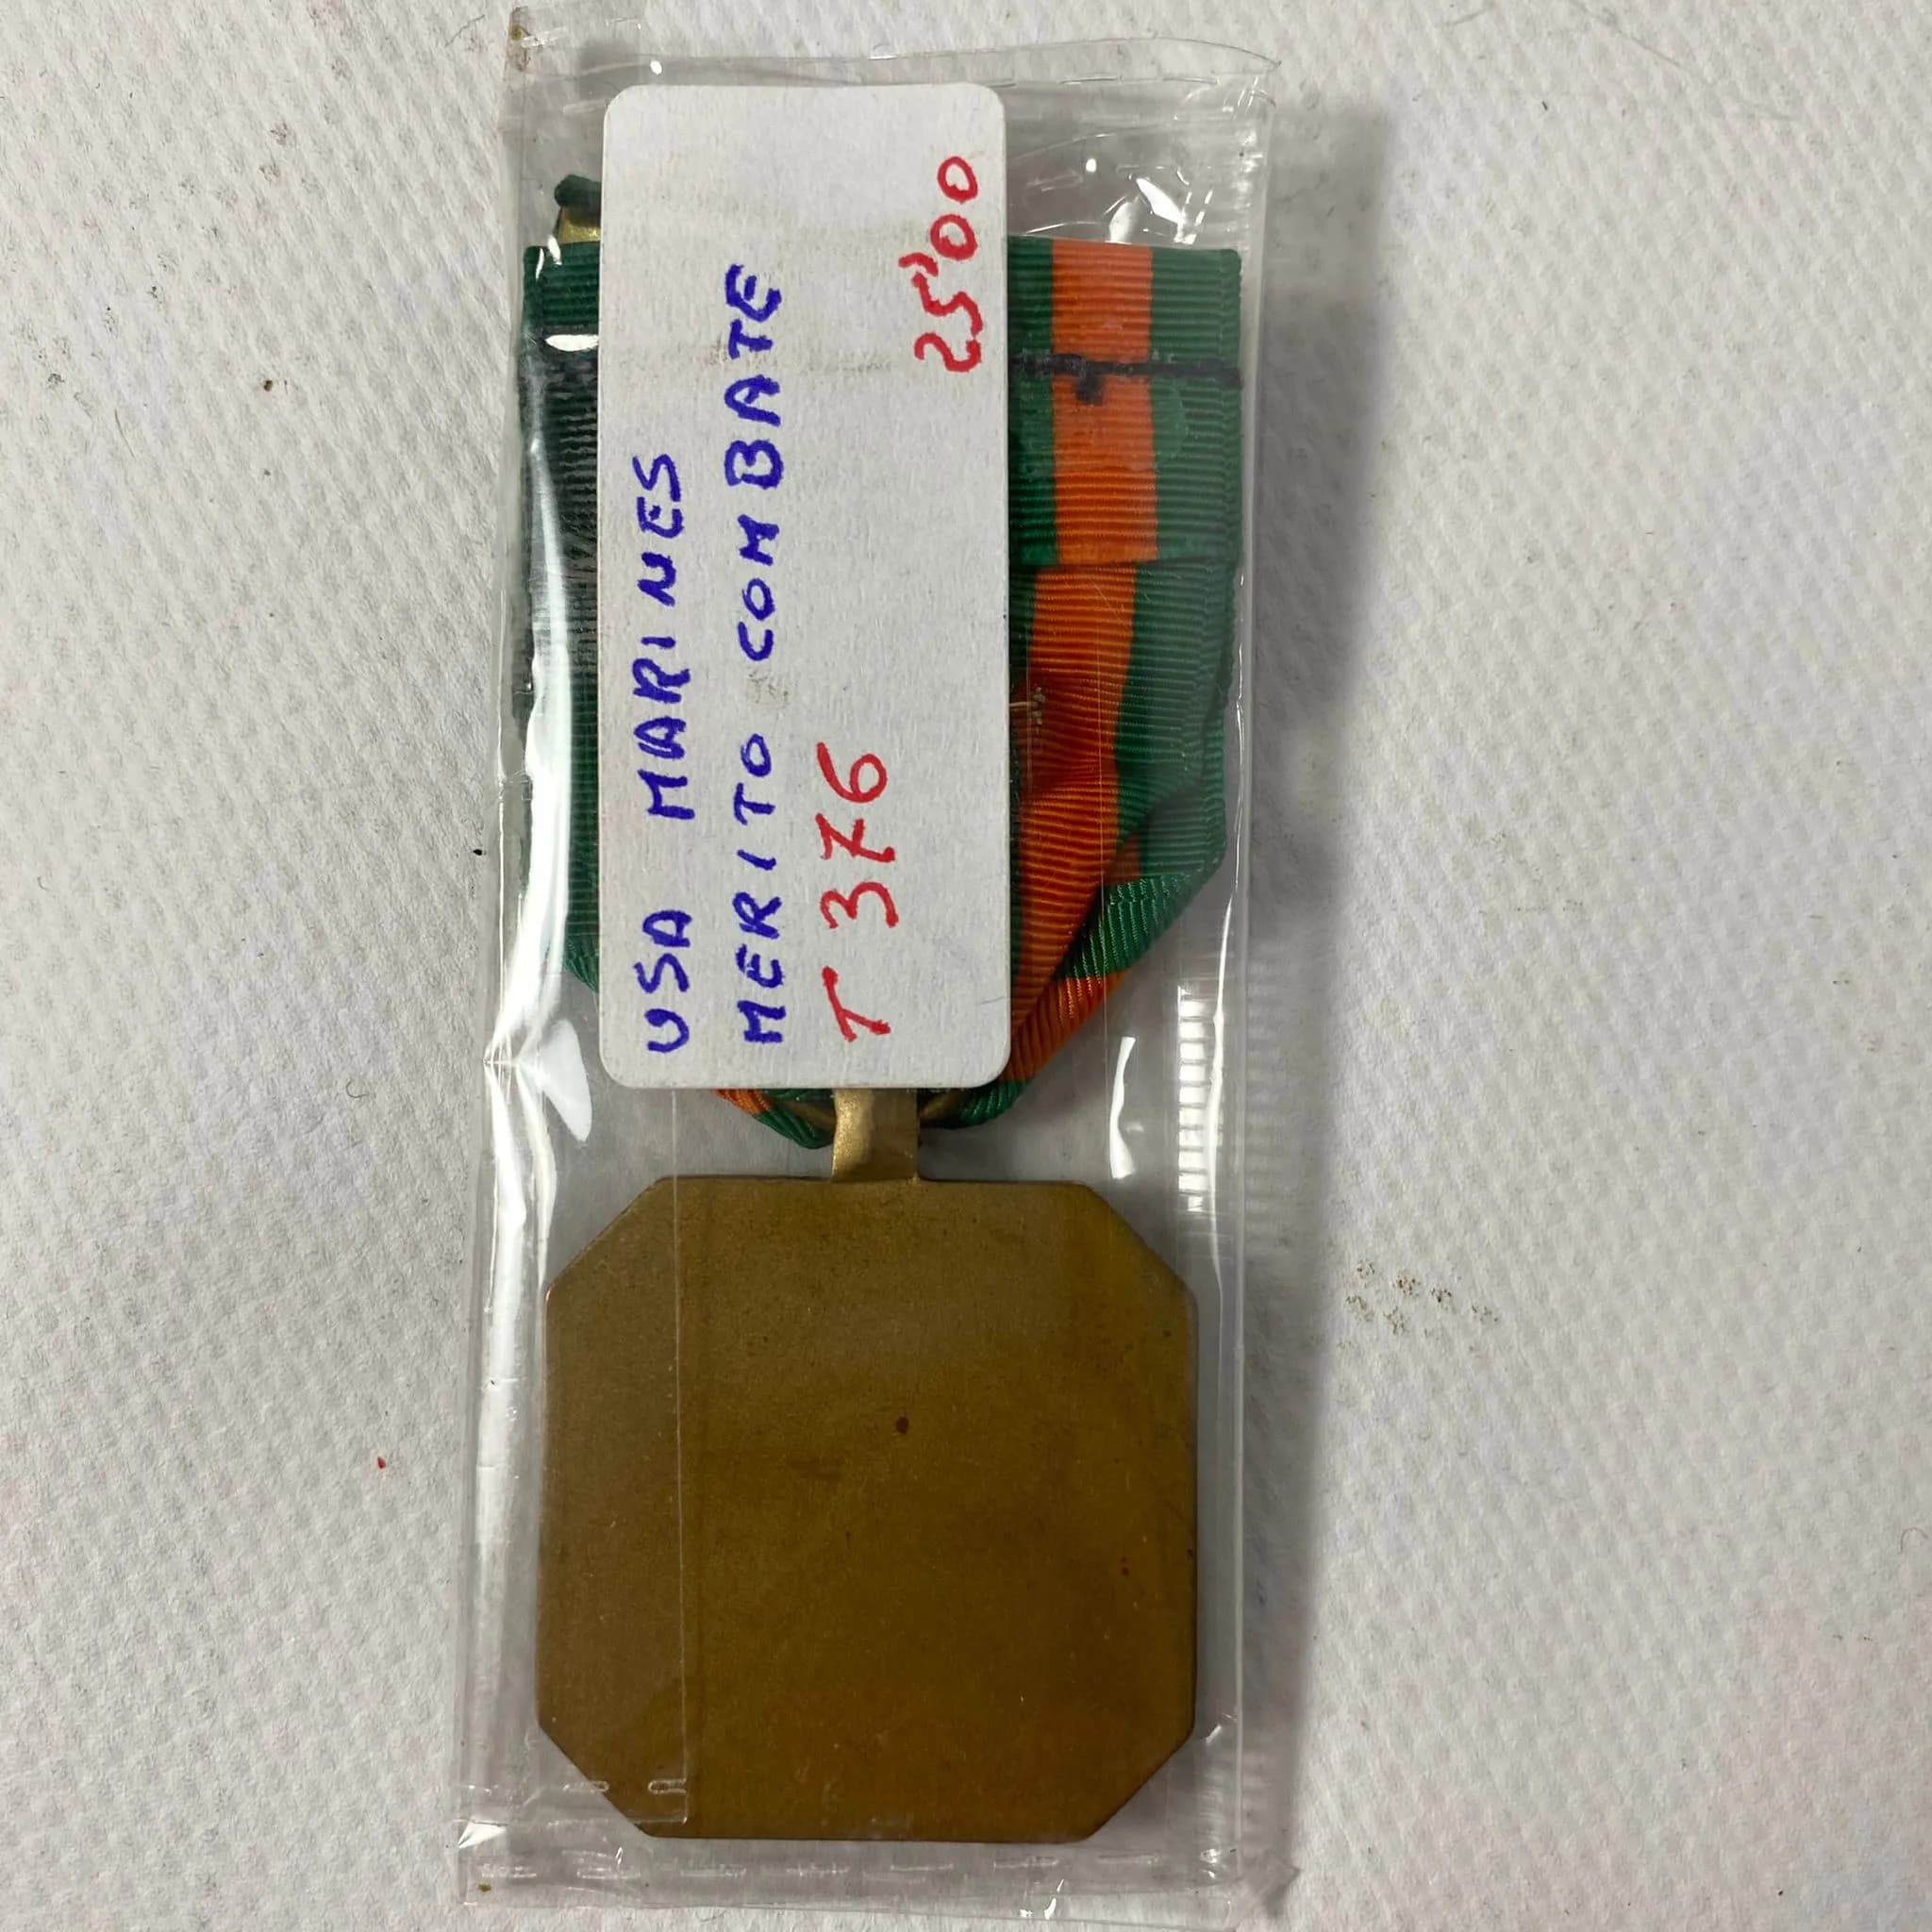 USA MARINES
MERITO COMBATE
T 376
25'00